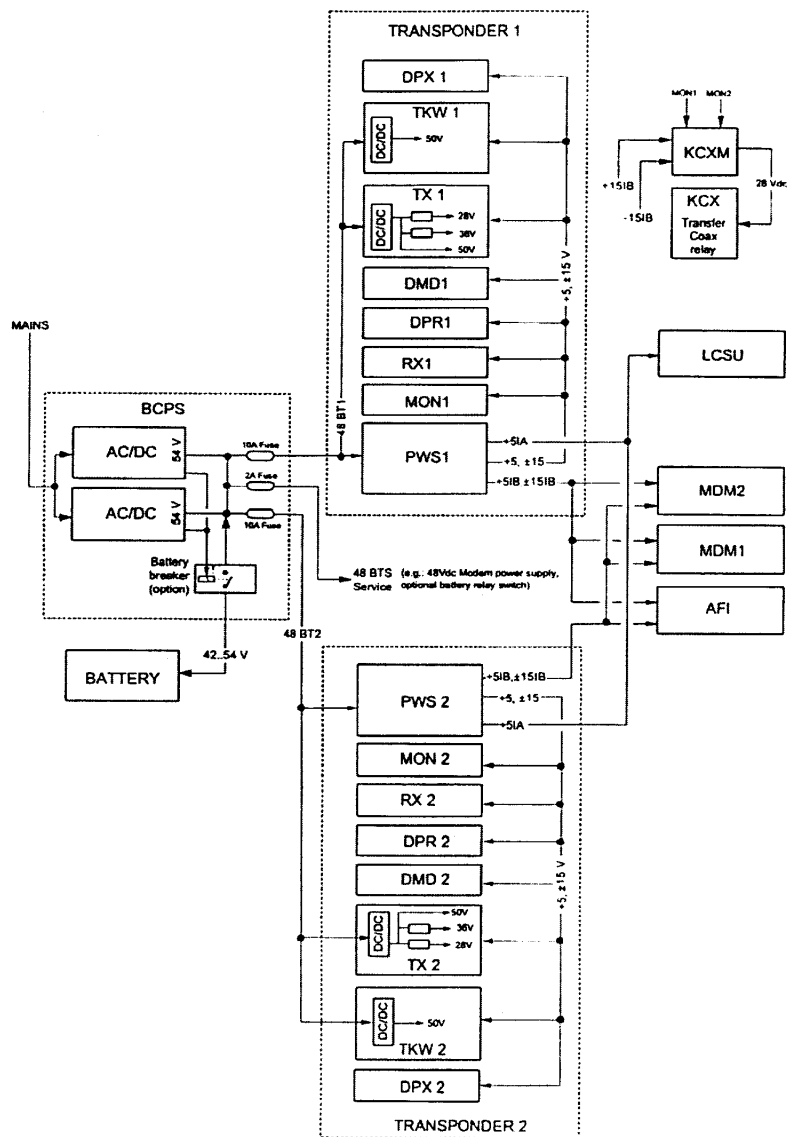 TRANSPONDER 1
DPX 1
TKW 1
DC/DC
50V
MON1
MON2
KCXM
+15IB
-15IB
28 Vdc
KCX
Transfer
Coax
relay
TX 1
DC/DC
28V
36V
50V
DMD1
DPR1
RX1
MON1
+5, ±15 V
48 BT1
PWS1
+5IA
+5, ±15
+5IB ±15IB
LCSU
MDM2
MDM1
AFI
MAINS
BCPS
AC/DC
54 V
AC/DC
54 V
10A Fuse
2A Fuse
10A Fuse
Battery
breaker
(option)
48 BTS
Service
(e.g.: 48Vdc Modem power supply,
optional battery relay switch)
48 BT2
42..54 V
BATTERY
PWS 2
+5IB,±15IB
+5, ±15
+5IA
MON 2
RX 2
DPR 2
DMD 2
+5, ±15 V
DC/DC
50V
36V
28V
TX 2
DC/DC
50V
TKW 2
DPX 2
TRANSPONDER 2